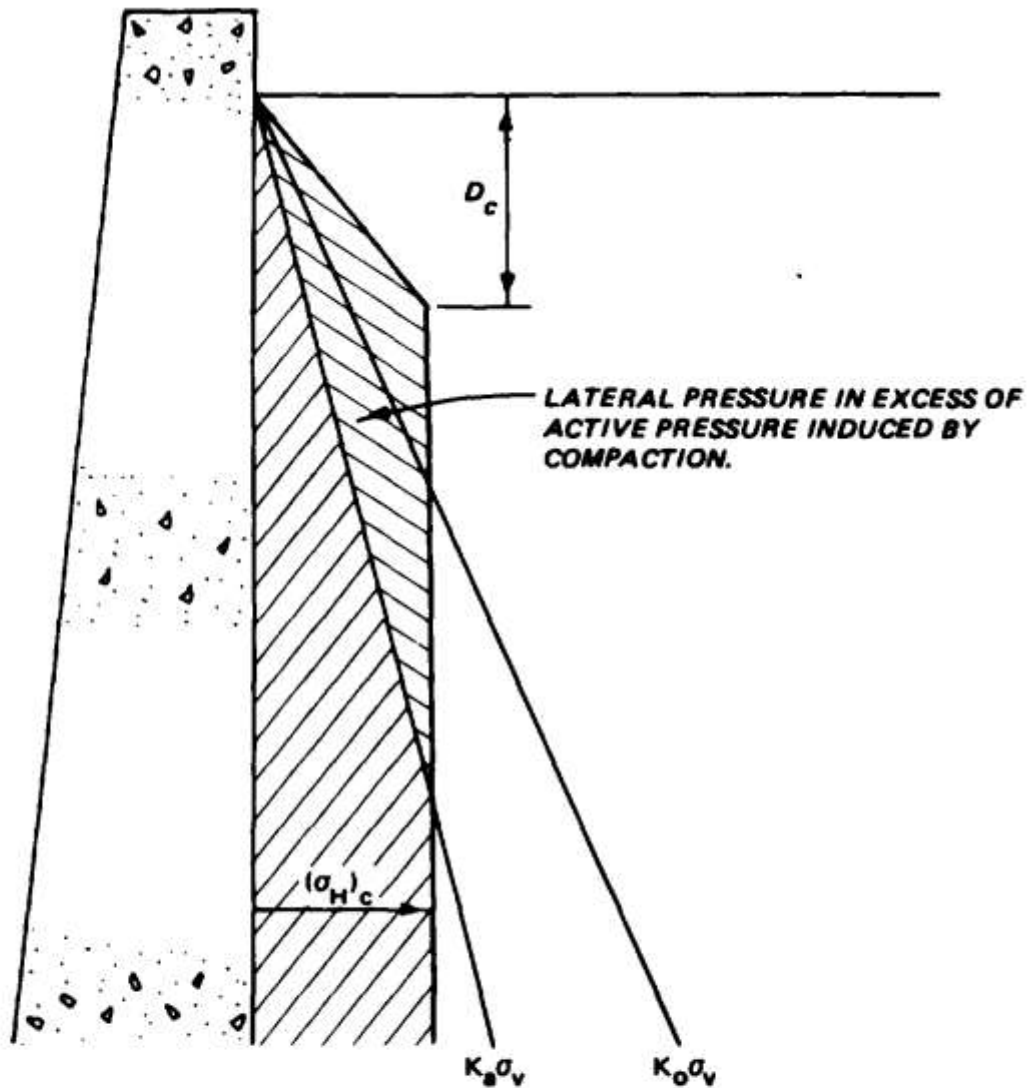 D_c
LATERAL PRESSURE IN EXCESS OF
ACTIVE PRESSURE INDUCED BY
COMPACTION.
(σ_H)_c
K_aσ_v K_oσ_v